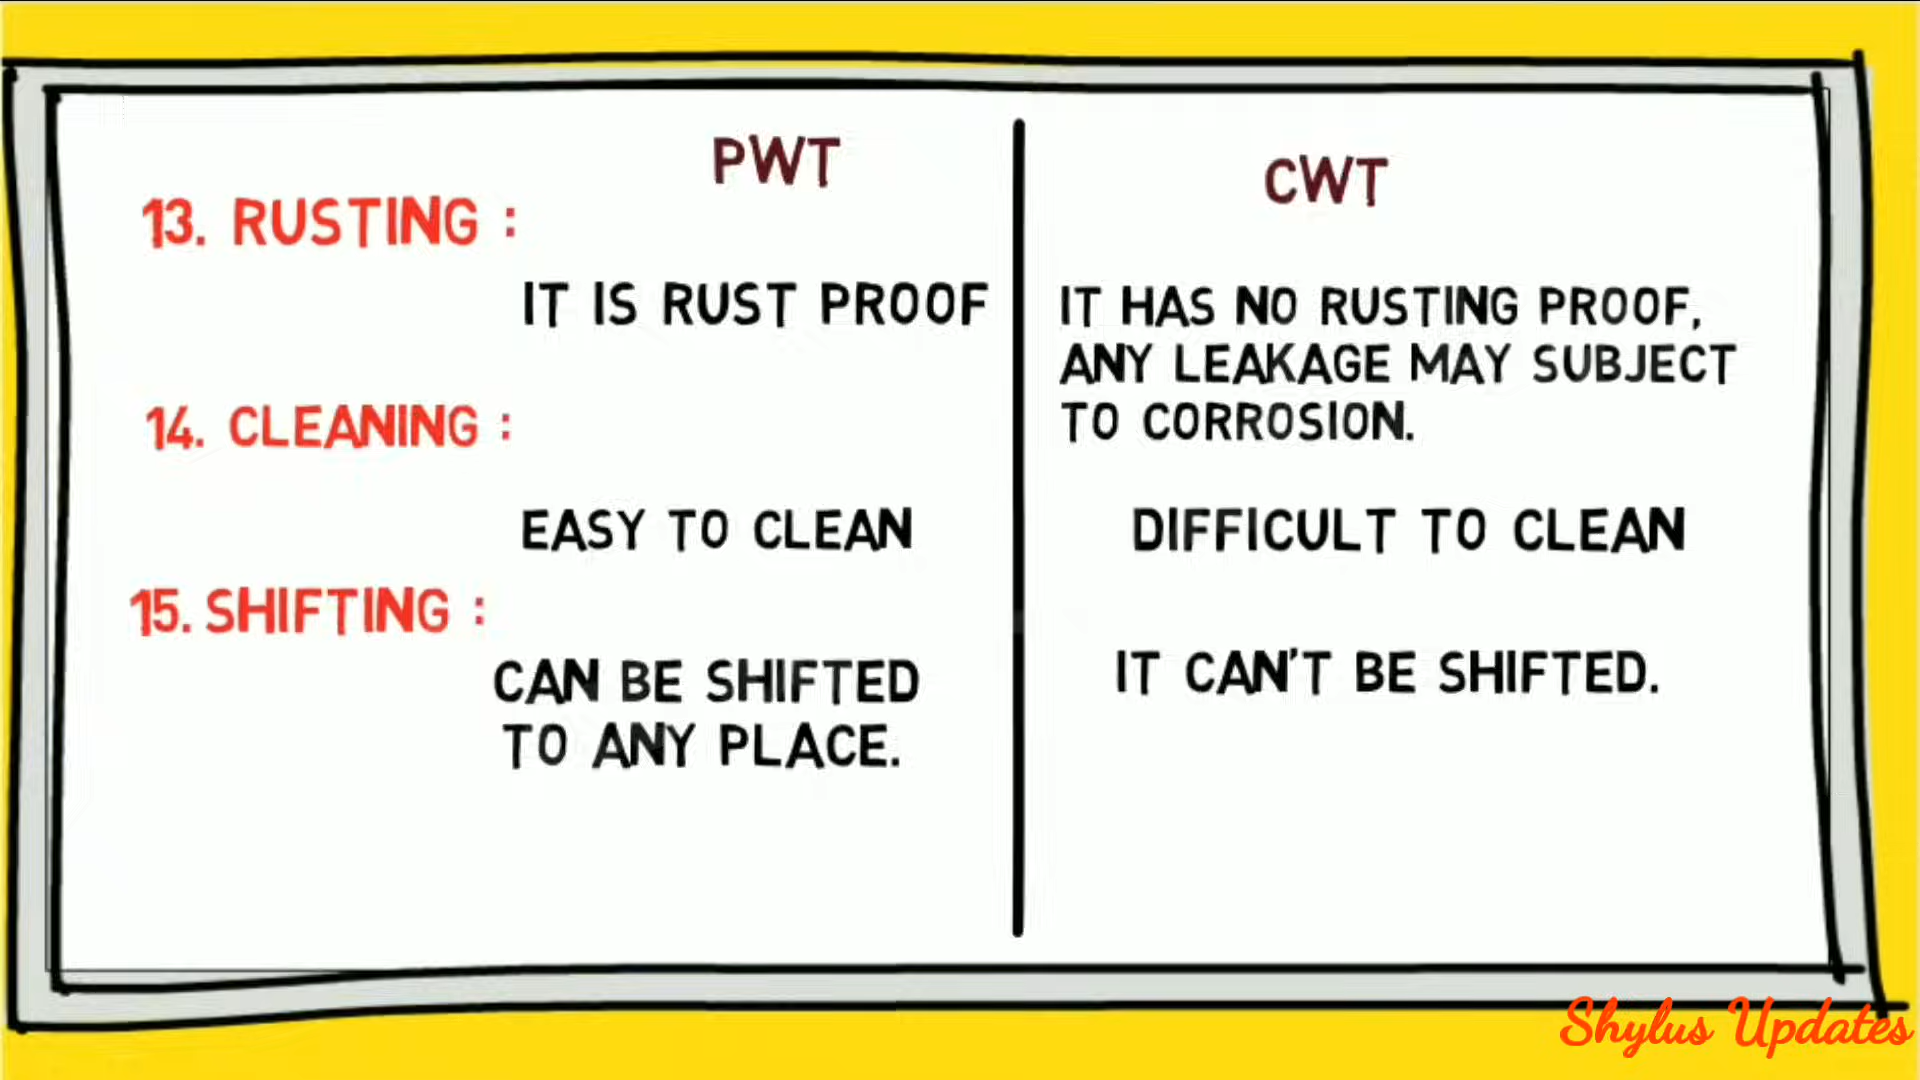 PWT
CWT
13. RUSTING :
IT IS RUST PROOF
IT HAS NO RUSTING PROOF,
ANY LEAKAGE MAY SUBJECT
TO CORROSION.
14. CLEANING :
EASY TO CLEAN
DIFFICULT TO CLEAN
15. SHIFTING :
CAN BE SHIFTED
TO ANY PLACE.
IT CAN'T BE SHIFTED.
Shylus Updates